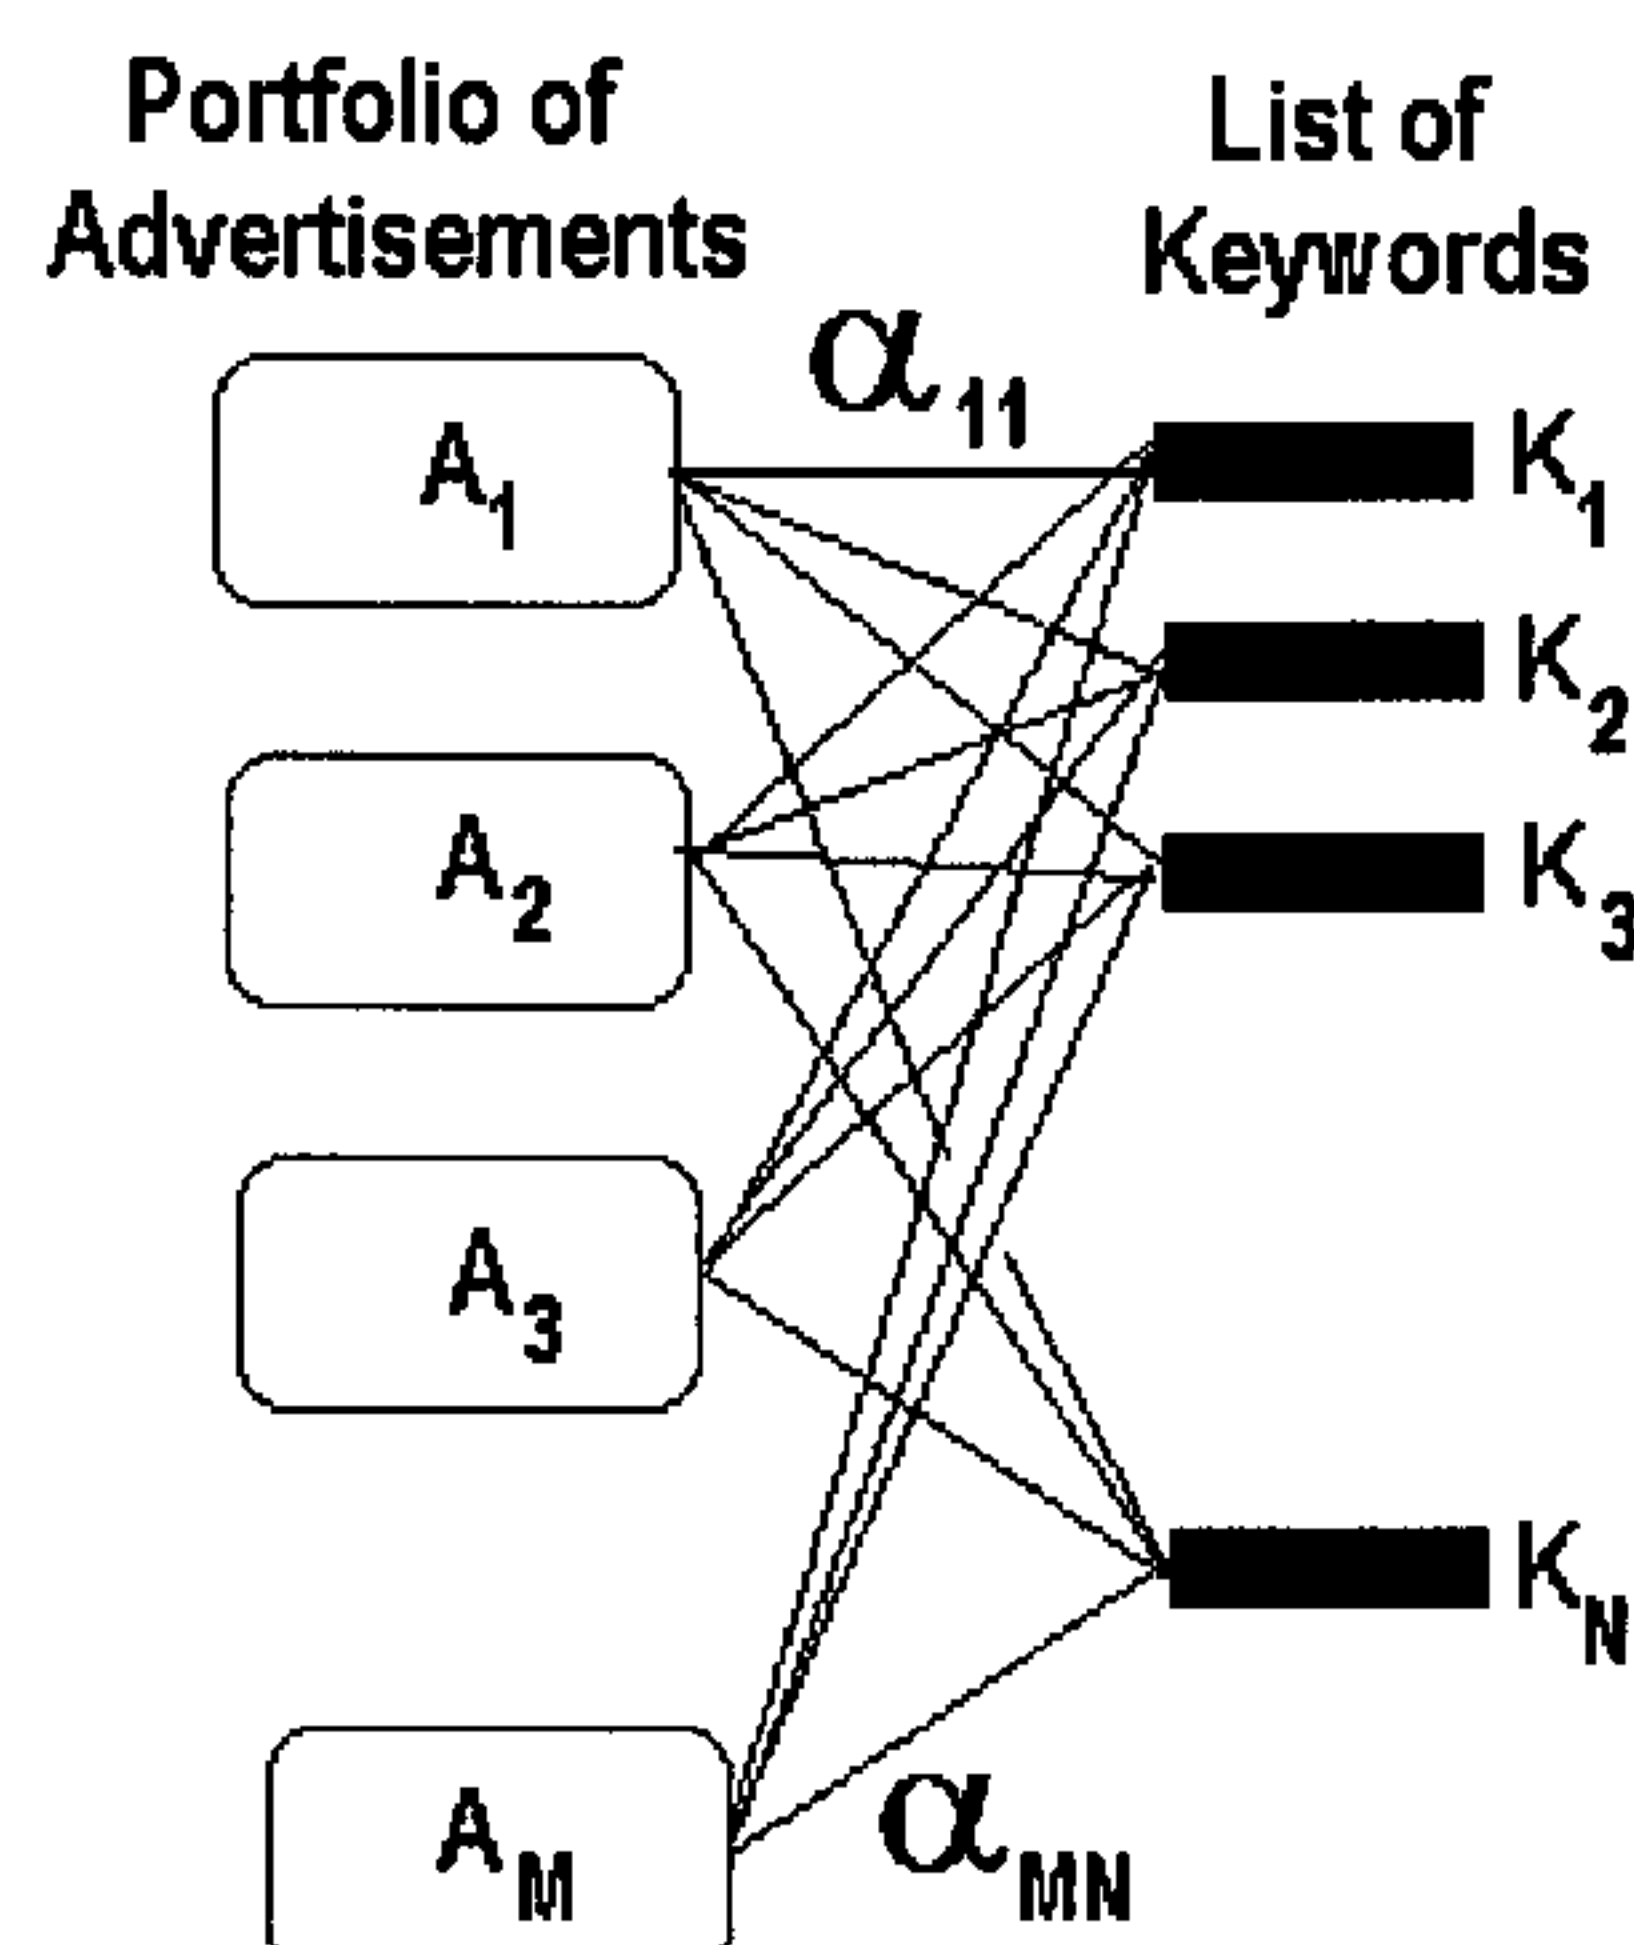 Portfolio of
Advertisements
List of
Keywords
α11
A1
K1
K2
A2
K3
A3
KN
AM
αMN